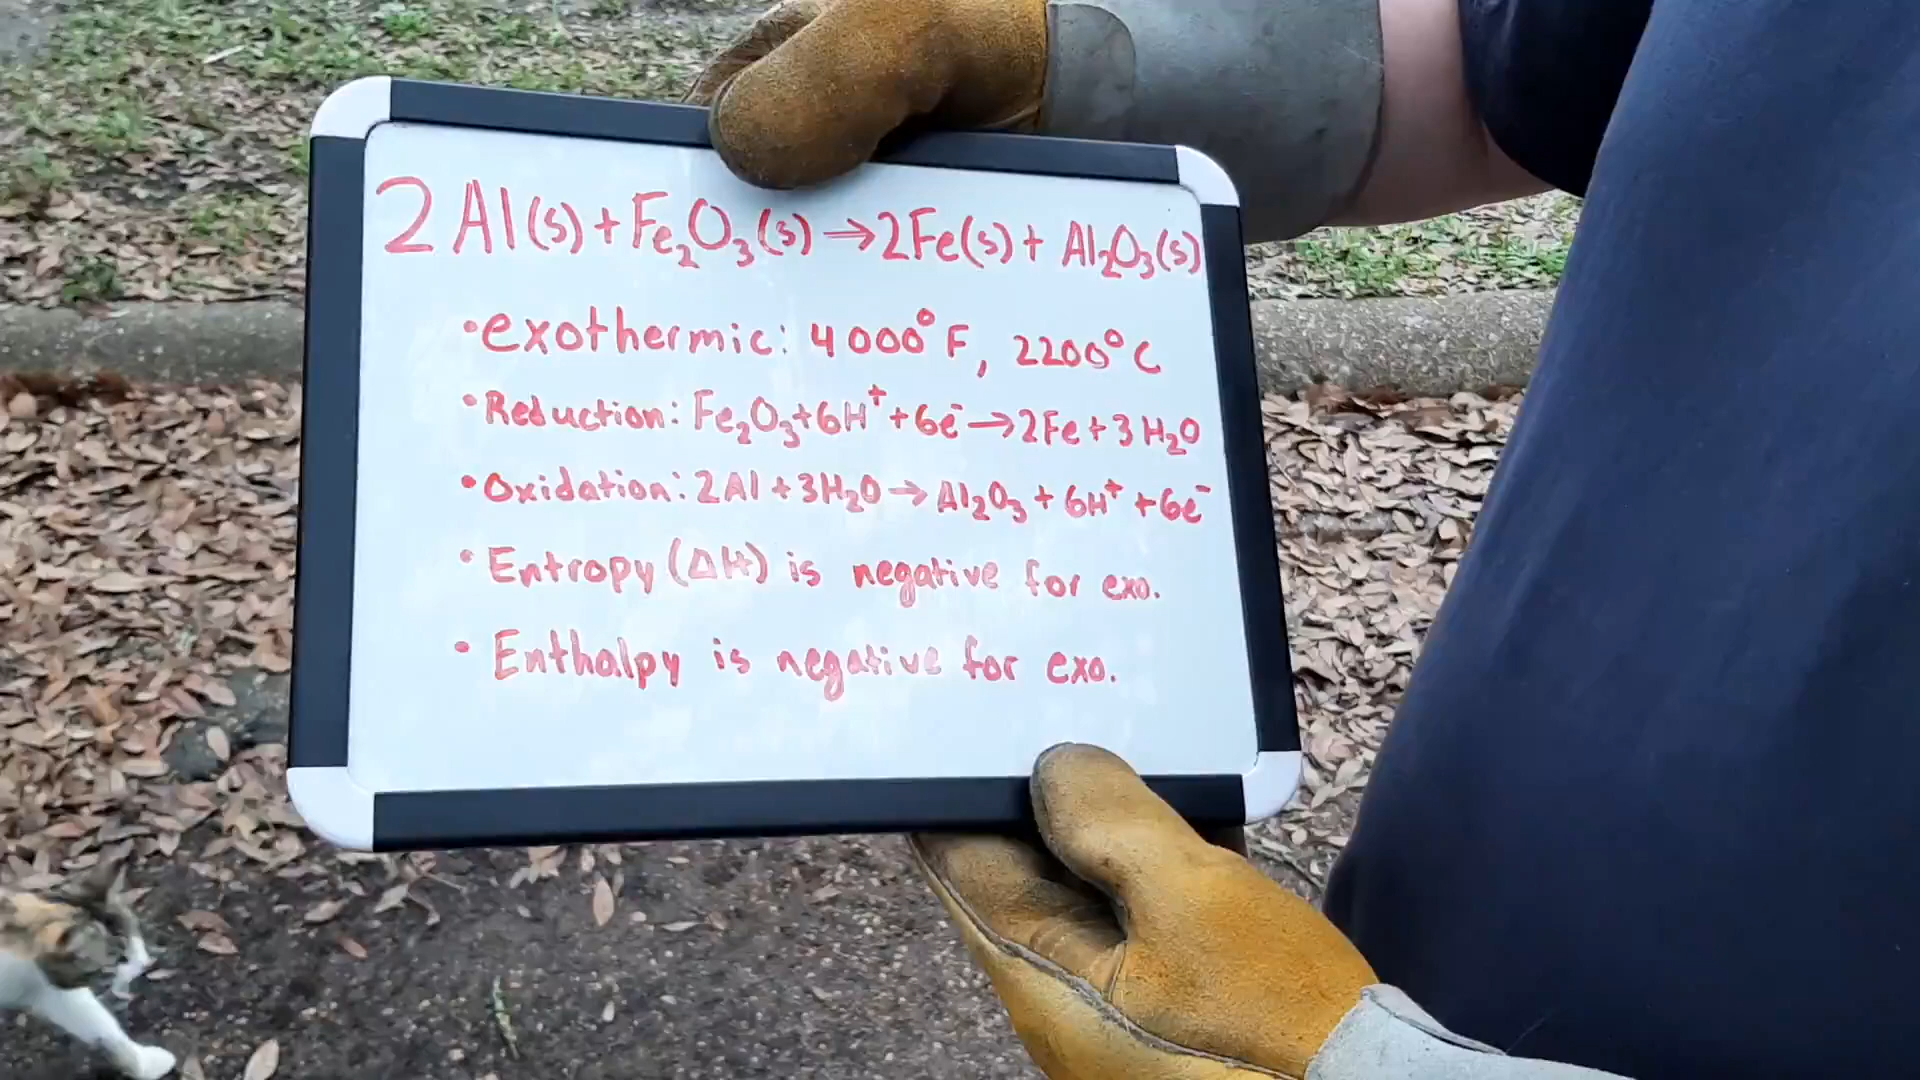 2Al(s)+Fe₂O₃(s)→2Fe(s)+ Al₂O₃(s)
•exothermic: 4000°F, 2200°C
•Reduction: Fe₂O₃+6H⁺+6e⁻→2Fe+3H₂O
•Oxidation: 2Al+3H₂O→Al₂O₃+6H⁺+6e⁻
•Entropy (ΔH) is negative for exo.
•Enthalpy is negative for exo.